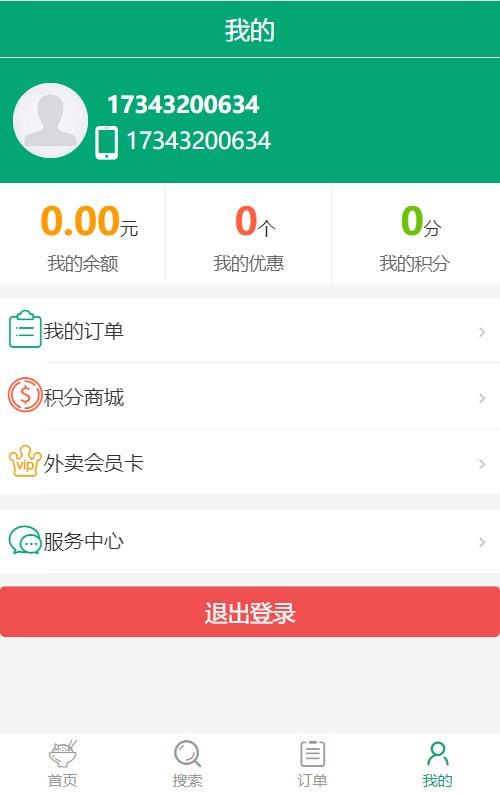 我的
17343200634
17343200634
0.00元 0个 0分
我的余额 我的优惠 我的积分
我的订单
$
积分商城
vip
外卖会员卡
服务中心
退出登录
首页 搜索 订单 我的